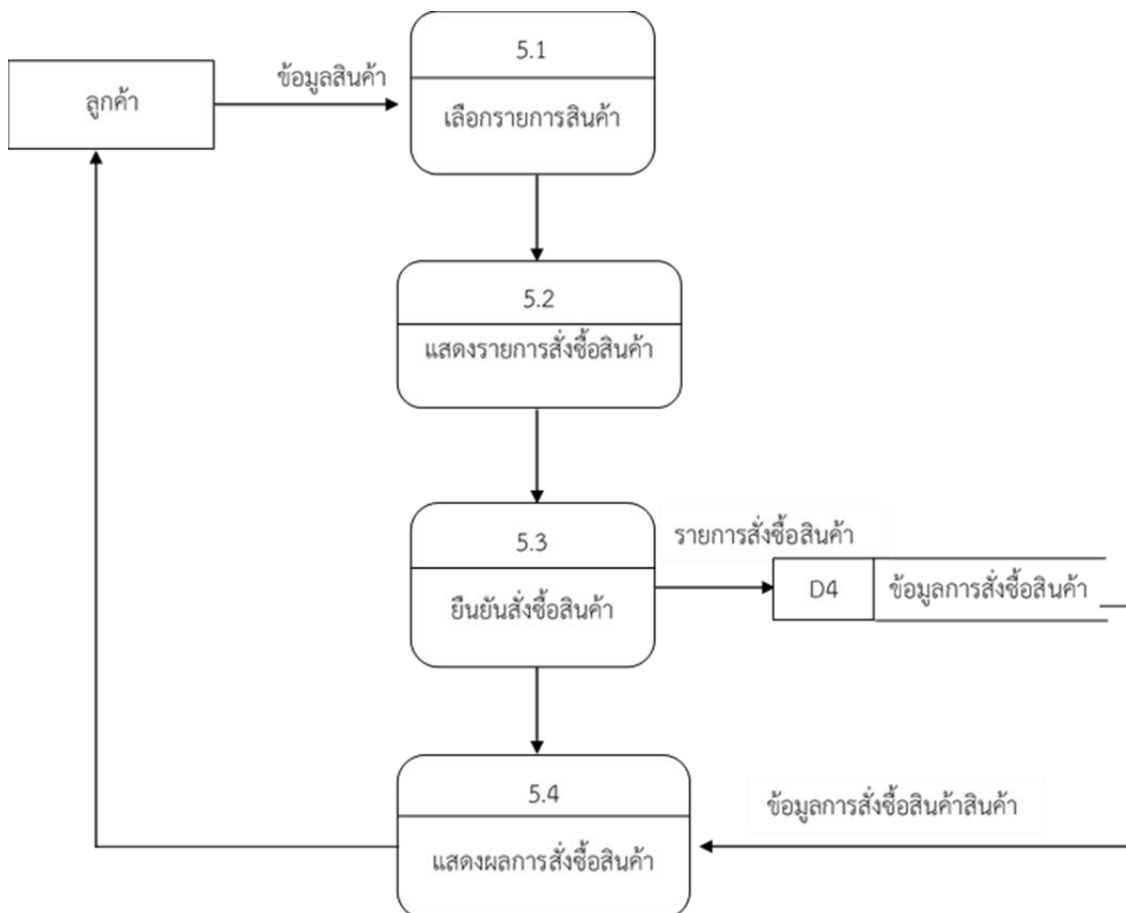 5.1
ลูกค้า
ข้อมูลสินค้า
เลือกรายการสินค้า
5.2
แสดงรายการสั่งซื้อสินค้า
5.3
ยืนยันสั่งซื้อสินค้า
รายการสั่งซื้อสินค้า
D4
ข้อมูลการสั่งซื้อสินค้า
5.4
แสดงผลการสั่งซื้อสินค้า
ข้อมูลการสั่งซื้อสินค้าสินค้า